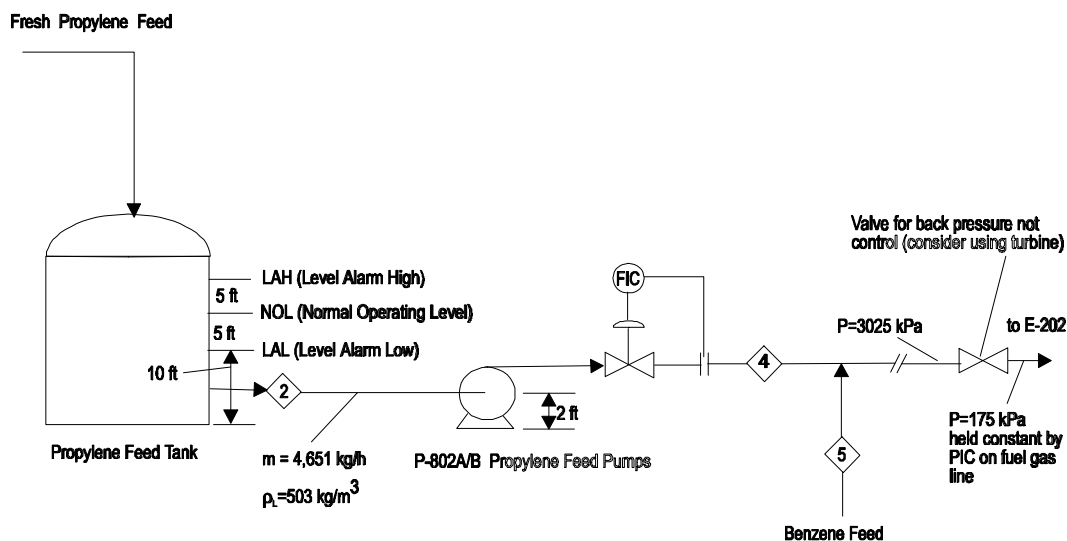 Fresh Propylene Feed
Valve for back pressure not
control (consider using turbine)
LAH (Level Alarm High)
5 ft
FIC
NOL (Normal Operating Level)
P=3025 kPa
to E-202
5 ft
LAL (Level Alarm Low)
10 ft
2
4
2 ft
Propylene Feed Tank
m = 4,651 kg/h
P-802A/B Propylene Feed Pumps
ρL=503 kg/m3
5
P=175 kPa
held constant by
PIC on fuel gas
line
Benzene Feed